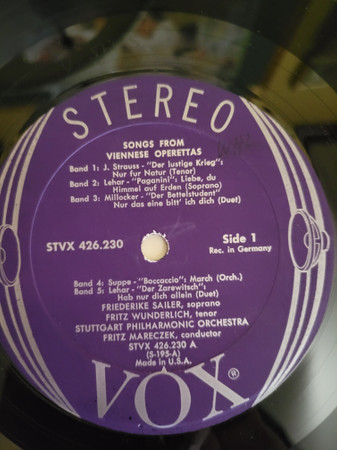 STEREO
SONGS FROM
VIENNESE OPERETTAS
Band 1: J. Strauss - "Der lustige Krieg":
Nur fur Natur (Tenor)
Band 2: Lehar - "Paganini": Liebe, du
Himmel auf Erden (Soprano)
Band 3: Millocker - "Der Bettelstudent"
Nur das eine bitt' ich dich (Duet)
STVX 426.230
Side 1
Rec. in Germany
Band 4: Suppe - "Boccaccio": March (Orch.)
Band 5: Lehar - "Der Zarewitsch":
Hab nur dich allein (Duet)
FRIEDERIKE SAILER, soprano
FRITZ WUNDERLICH, tenor
STUTTGART PHILHARMONIC ORCHESTRA
FRITZ MARECZEK, conductor
STVX 426.230 A
(S-195-A)
Made in U.S.A.
VOX®